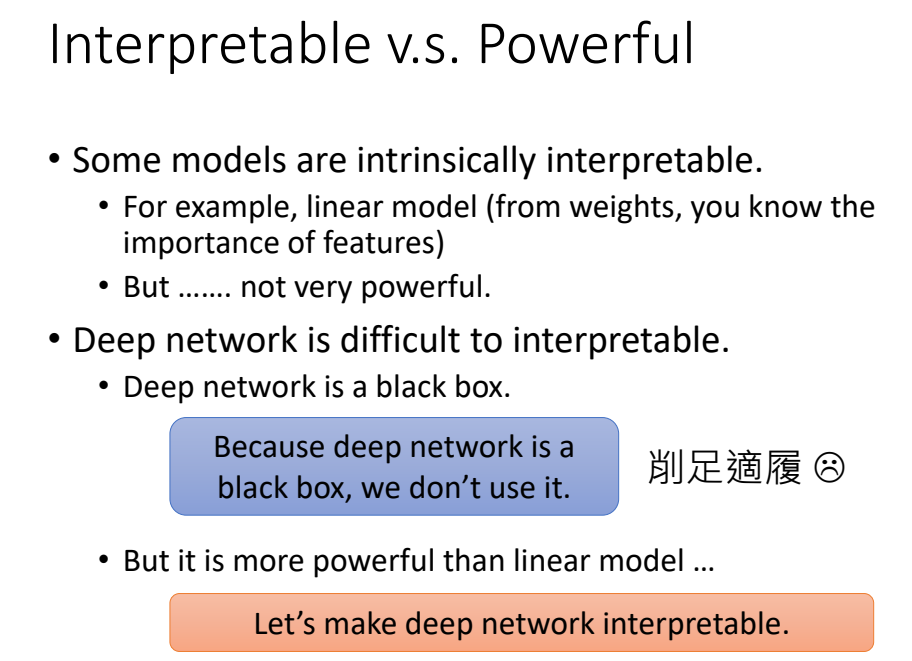 Interpretable v.s. Powerful
• Some models are intrinsically interpretable.
• For example, linear model (from weights, you know the
importance of features)
• But ……. not very powerful.
• Deep network is difficult to interpretable.
• Deep network is a black box.
Because deep network is a
black box, we don’t use it.
削足適履 ☹
• But it is more powerful than linear model …
Let’s make deep network interpretable.